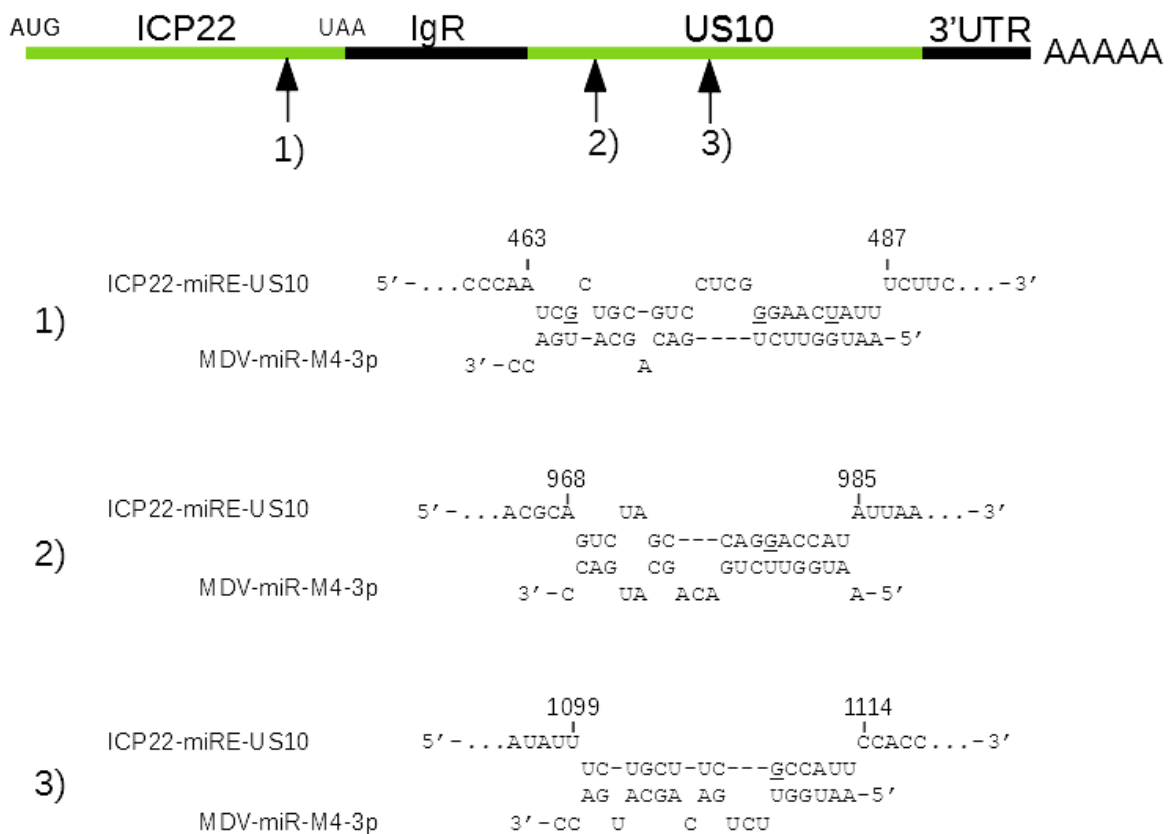 AUG ICP22 UAA IgR US10 3'UTR AAAAA
1) 2) 3)
463 487
ICP22-miRE-US10 5'-...CCCAA C CUCG UCUUC...-3'
1) UCG UGC-GUC GGAACUAUU
AGU-ACG CAG----UCUUGGUAA-5'
MDV-miR-M4-3p 3'-CC A
968 985
ICP22-miRE-US10 5'-...ACGCA UA AUUAA...-3'
2) GUC GC---CAGGACCAU
CAG CG GUCUUGGUA
MDV-miR-M4-3p 3'-C UA ACA A-5'
1099 1114
ICP22-miRE-US10 5'-...AUAUU CCACC...-3'
3) UC-UGCU-UC---GCCAUU
AG ACGA AG UGGUAA-5'
MDV-miR-M4-3p 3'-CC U C UCU